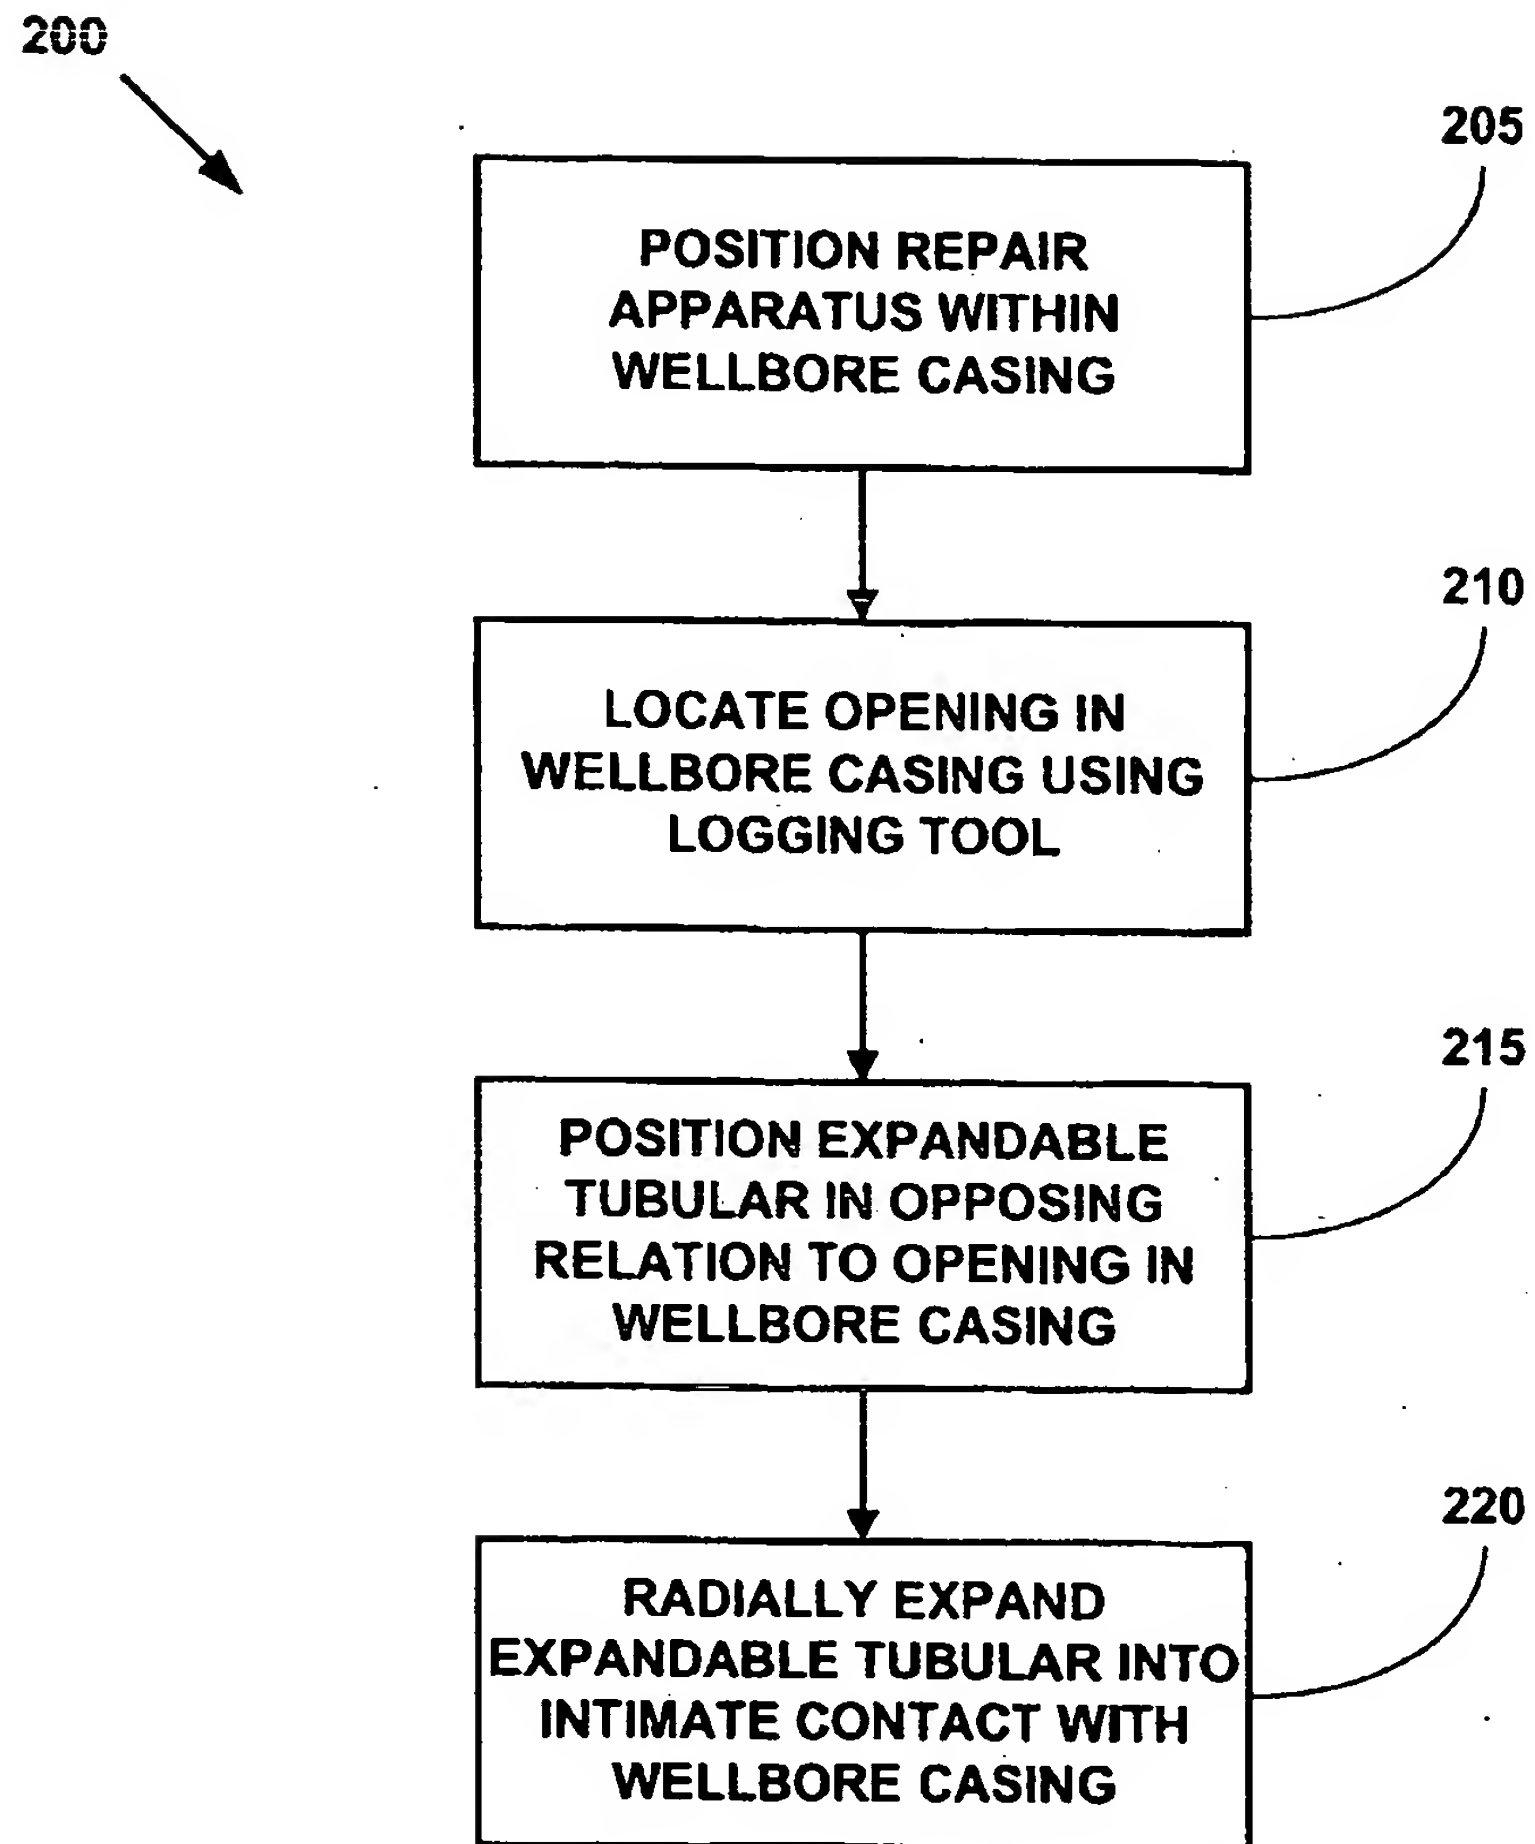 200
205
POSITION REPAIR
APPARATUS WITHIN
WELLBORE CASING
210
LOCATE OPENING IN
WELLBORE CASING USING
LOGGING TOOL
215
POSITION EXPANDABLE
TUBULAR IN OPPOSING
RELATION TO OPENING IN
WELLBORE CASING
220
RADIALLY EXPAND
EXPANDABLE TUBULAR INTO
INTIMATE CONTACT WITH
WELLBORE CASING